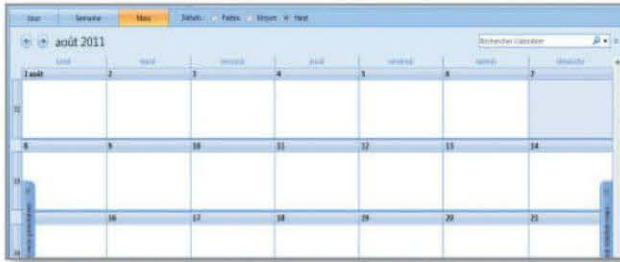 Jour Semaine Mois Détails : Faibles Moyen Haut
août 2011
Rechercher Calendrier
lundi mardi mercredi jeudi vendredi samedi dimanche
1 août 2 3 4 5 6 7
8 9 10 11 12 13 14
16 17 18 19 20 21